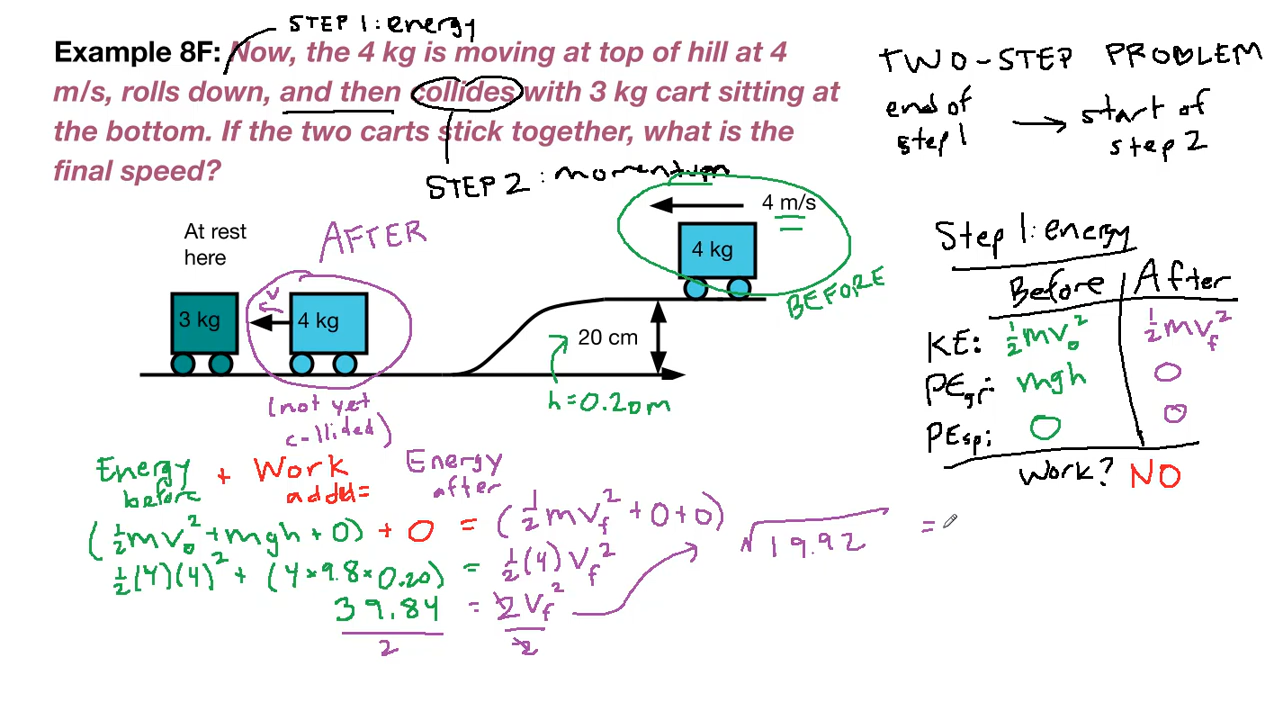 STEP 1: energy
Example 8F: Now, the 4 kg is moving at top of hill at 4
m/s, rolls down, and then collides with 3 kg cart sitting at
the bottom. If the two carts stick together, what is the
final speed?
STEP 2: momentum
TWO-STEP PROBLEM
end of step 1 → start of step 2
At rest
here
AFTER
4 m/s
4 kg
BEFORE
3 kg
v
4 kg
20 cm
h = 0.20m
(not yet
collided)
Step 1: energy
Before After
KE: ½mv₀² ½mv_f²
PEgr: mgh 0
PEsp: 0 0
Work? NO
Energy before + Work added = Energy after
(½mv₀² + mgh + 0) + 0 = (½mv_f² + 0 + 0)
½(4)(4)² + (4×9.8×0.20) = ½(4)v_f²
39.84 = 2v_f²
2 2
√19.92 =